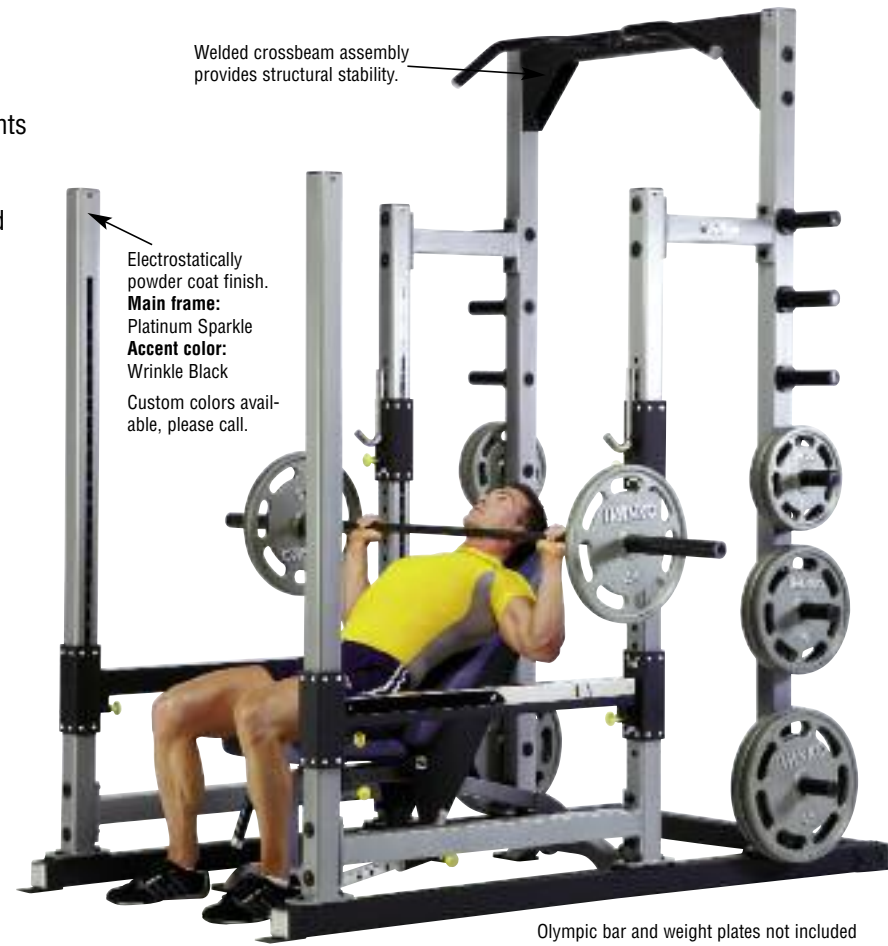 Welded crossbeam assembly
provides structural stability.
nts
d
Electrostatically
powder coat finish.
Main frame:
Platinum Sparkle
Accent color:
Wrinkle Black
Custom colors avail-
able, please call.
Olympic bar and weight plates not included